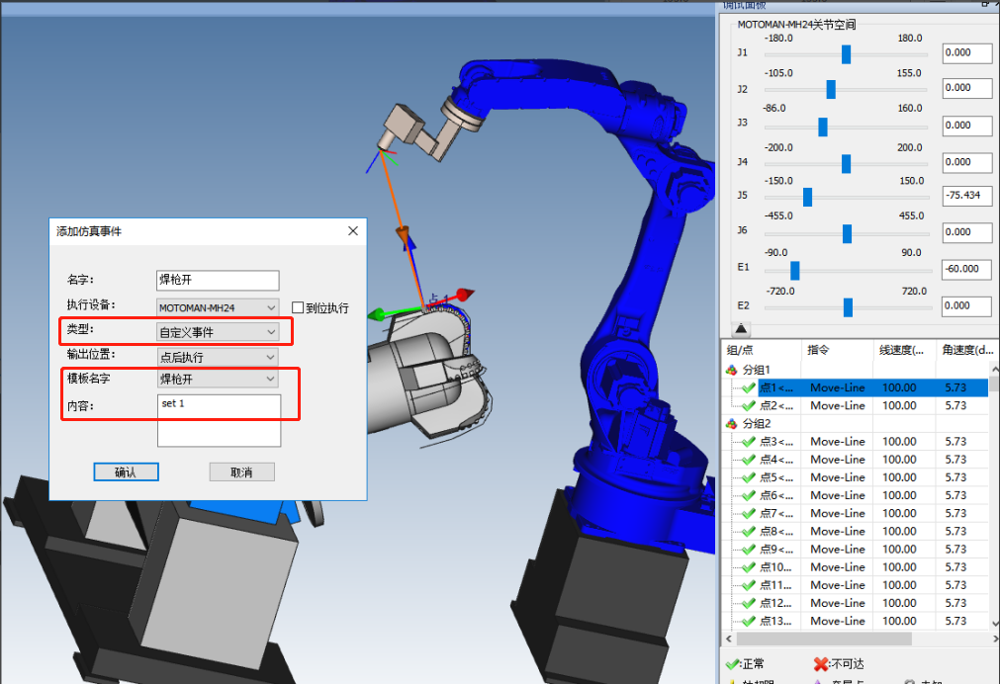 调试面板
MOTOMAN-MH24关节空间
-180.0 180.0
J1 0.000
-105.0 155.0
J2 0.000
-86.0 160.0
J3 0.000
-200.0 200.0
J4 0.000
-150.0 150.0
J5 -75.434
-455.0 455.0
J6 0.000
-90.0 90.0
E1 -60.000
-720.0 720.0
E2 0.000
添加仿真事件
名字: 焊枪开
执行设备: MOTOMAN-MH24 到位执行
类型: 自定义事件
输出位置: 点后执行
模板名字 焊枪开
内容: set 1
确认 取消
点 1
组/点 指令 线速度(... 角速度(d...
分组1
点1<... Move-Line 100.00 5.73
点2<... Move-Line 100.00 5.73
分组2
点3<... Move-Line 100.00 5.73
点4<... Move-Line 100.00 5.73
点5<... Move-Line 100.00 5.73
点6<... Move-Line 100.00 5.73
点7<... Move-Line 100.00 5.73
点8<... Move-Line 100.00 5.73
点9<... Move-Line 100.00 5.73
点10... Move-Line 100.00 5.73
点11... Move-Line 100.00 5.73
点12... Move-Line 100.00 5.73
点13... Move-Line 100.00 5.73
:正常 :不可达